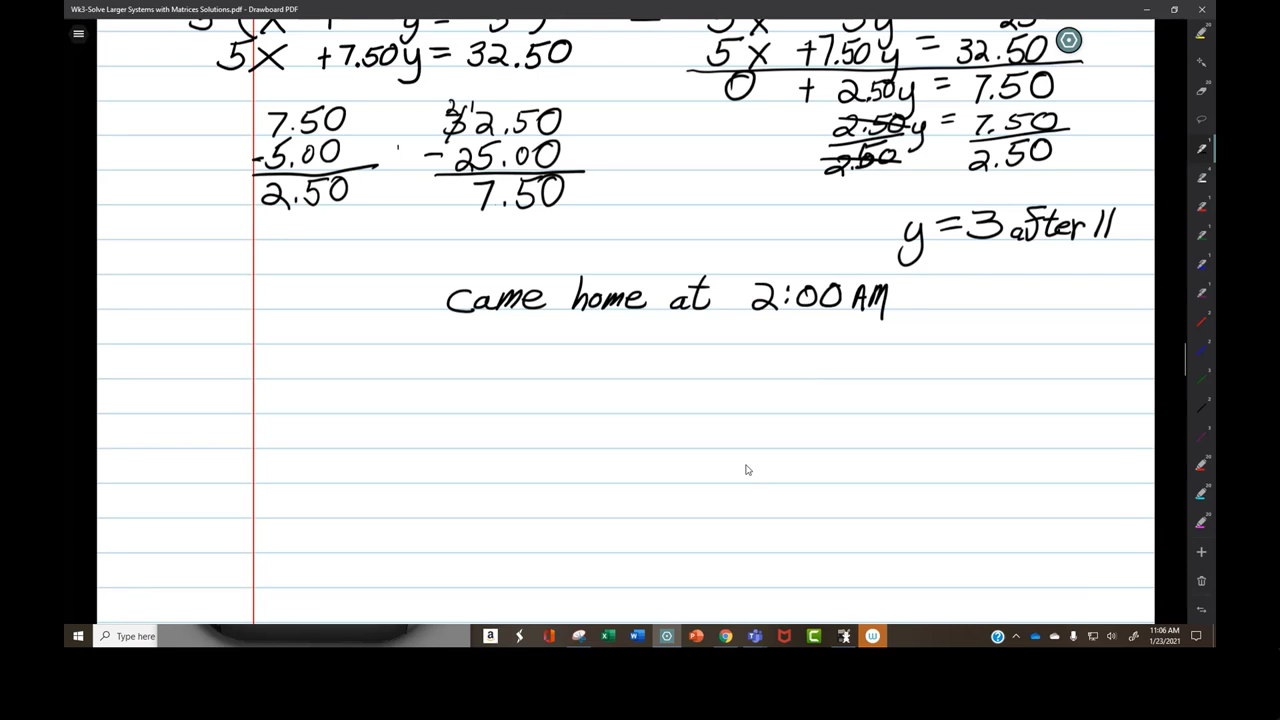 Wk3-Solve Larger Systems with Matrices Solutions.pdf - Drawboard PDF
5x +7.50y = 32.50
5x +7.50y = 32.50
0 + 2.50y = 7.50
7.50
-5.00
2.50
32.50
- 25.00
7.50
2.50y = 7.50
2.50 2.50
y = 3 after 11
came home at 2:00 AM
Type here
11:06 AM
1/23/2021